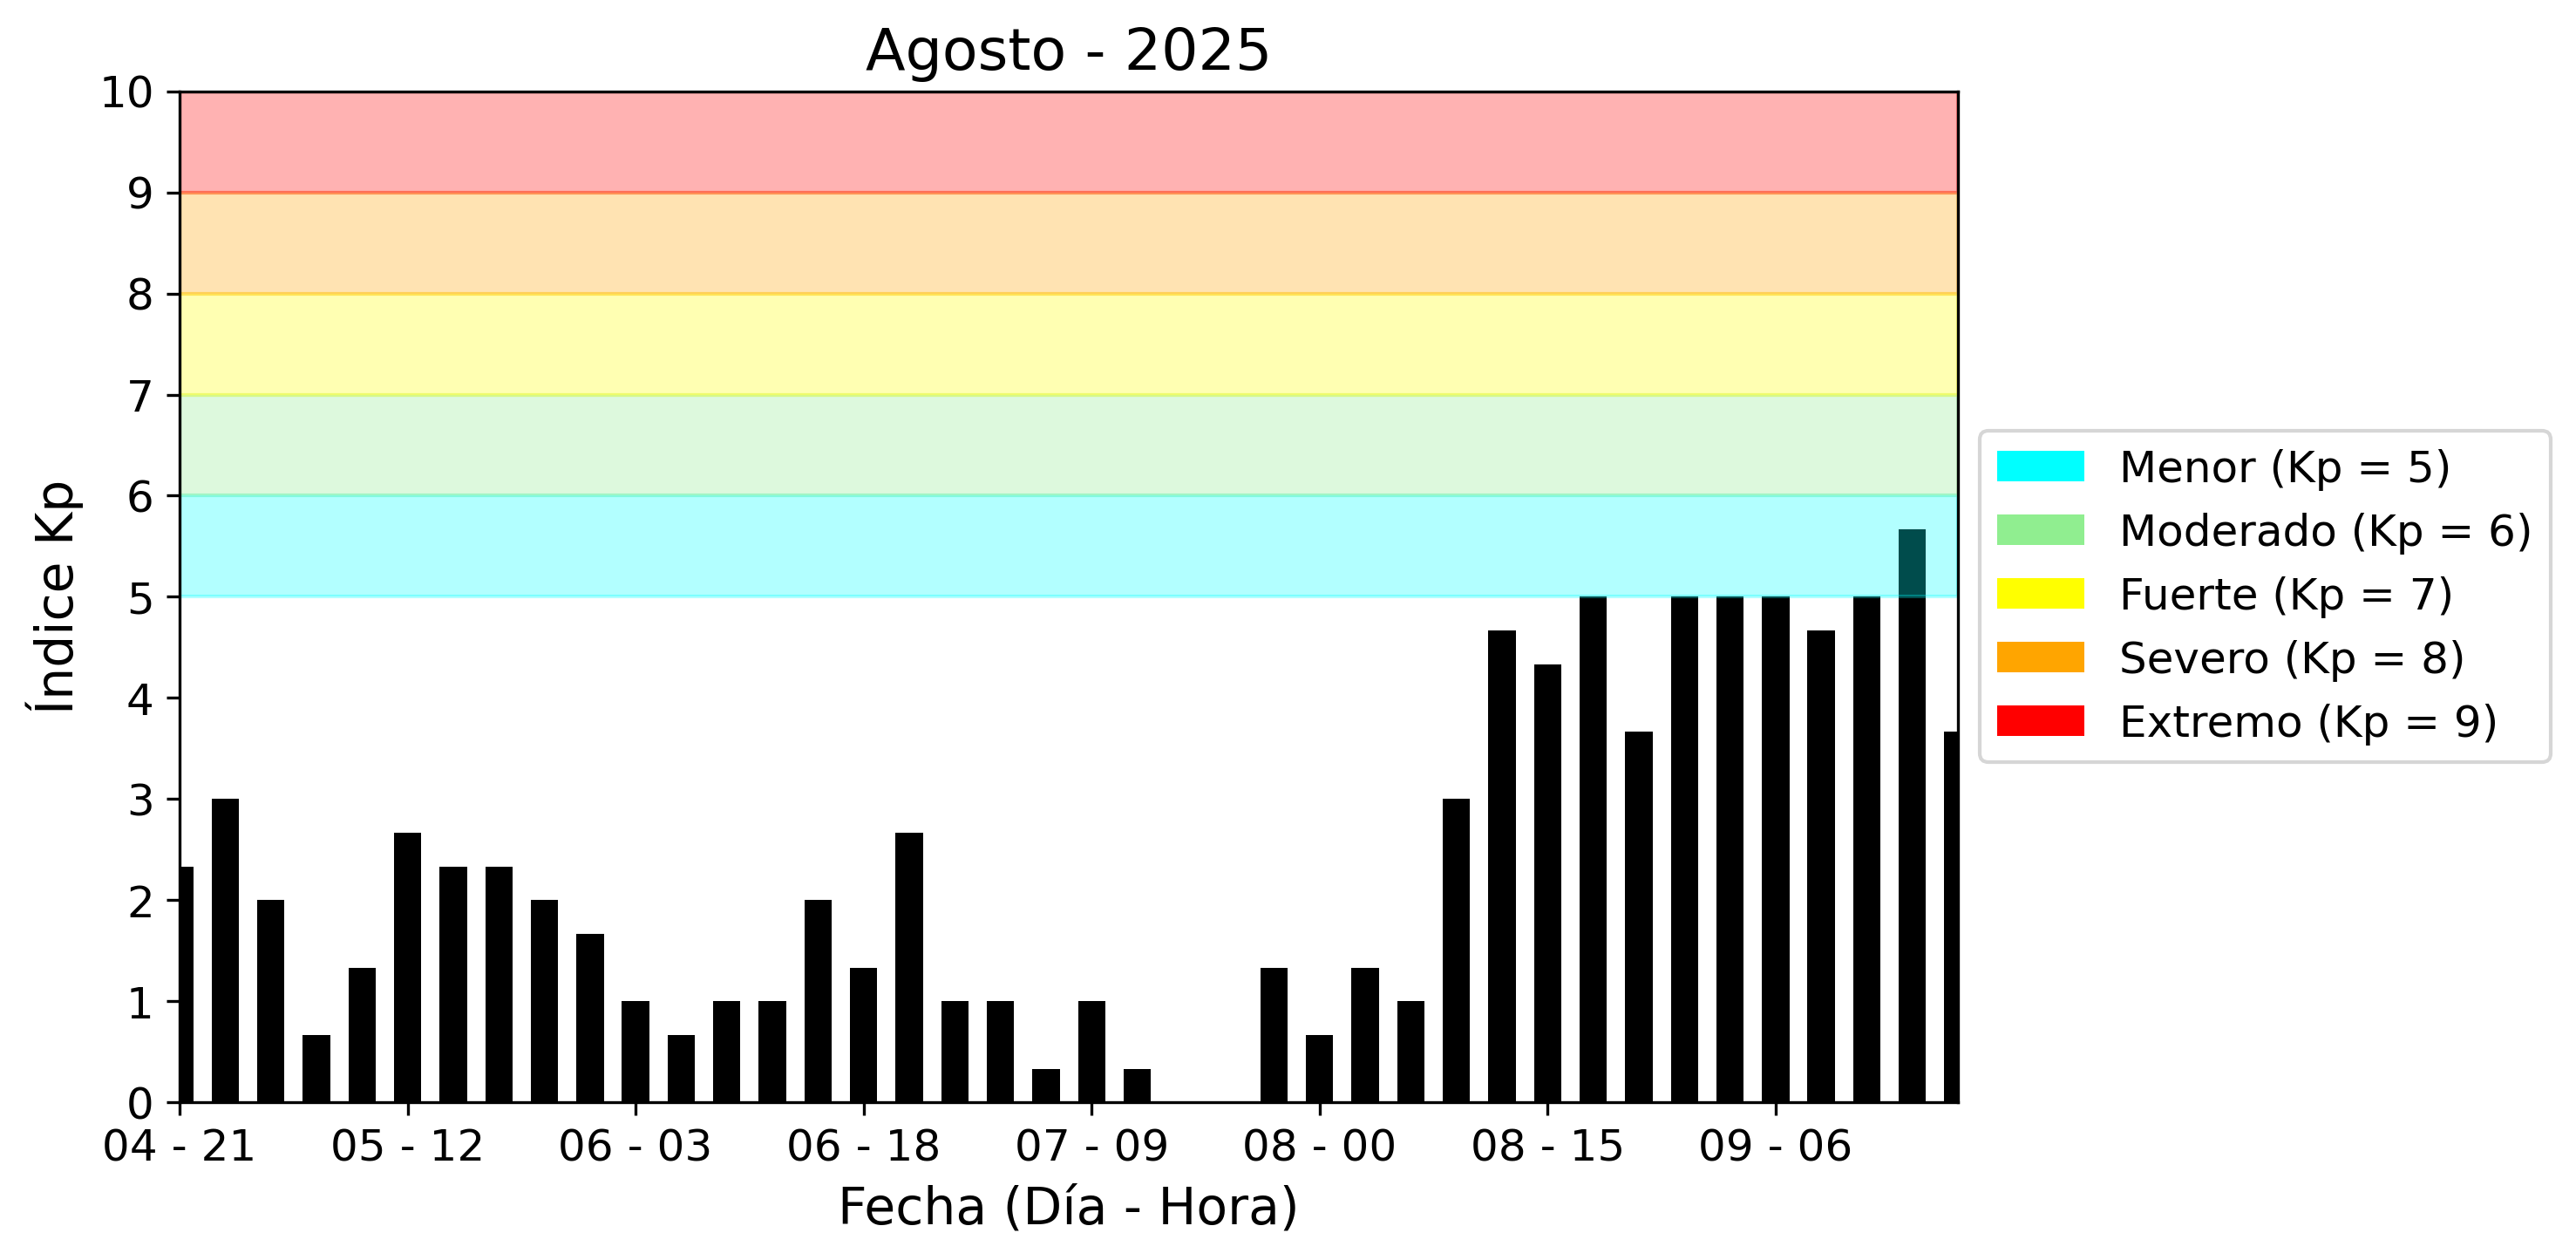 Agosto - 2025
10
9
8
7
6
5
4
3
2
1
0
Índice Kp
04 - 21
05 - 12
06 - 03
06 - 18
07 - 09
08 - 00
08 - 15
09 - 06
Fecha (Día - Hora)
Menor (Kp = 5)
Moderado (Kp = 6)
Fuerte (Kp = 7)
Severo (Kp = 8)
Extremo (Kp = 9)